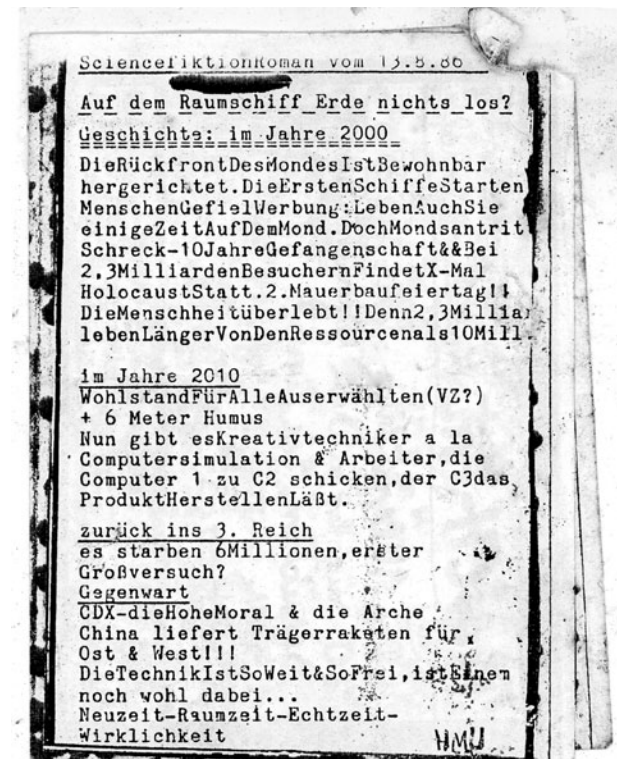 ScienceFiktionRoman vom 13.8.86
Auf dem Raumschiff Erde nichts los?
Geschichte: im Jahre 2000
DieRückfrontDesMondesIstBewohnbar
hergerichtet.DieErstenSchiffeStarten
MenschenGefielWerbung:LebenAuchSie
einigeZeitAufDemMond.DochMondsantrit
Schreck-10JahreGefangenschaft&&Bei
2,3MilliardenBesuchernFindetX-Mal
HolocaustStatt.2.Mauerbaufeiertag!!
DieMenschheitüberlebt!!Denn2,3Millia
lebenLängerVonDenRessourcenals10Mill.
im Jahre 2010
WohlstandFürAlleAuserwählten(VZ?)
+ 6 Meter Humus
Nun gibt esKreativtechniker a la
Computersimulation & Arbeiter,die
Computer 1 zu C2 schicken,der C3das
ProduktHerstellenLäßt.
zurück ins 3. Reich
es starben 6Millionen,erster
Großversuch?
Gegenwart
CDX-dieHoheMoral & die Arche
China liefert Trägerraketen für
Ost & West!!!
DieTechnikIstSoWeit&SoFrei,istEinem
noch wohl dabei...
Neuzeit-Raumzeit-Echtzeit-
Wirklichkeit
HMH